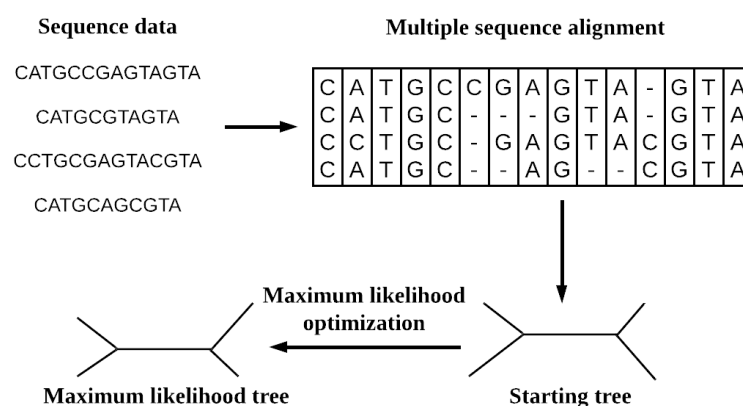 Sequence data
Multiple sequence alignment
CATGCCGAGTAGTA
CATGCGTAGTA
CCTGCGAGTACGTA
CATGCAGCGTA
C A T G C C G A G T A - G T A
C A T G C - - - G T A - G T A
C C T G C - G A G T A C G T A
C A T G C - - A G - - C G T A
Maximum likelihood
optimization
Maximum likelihood tree
Starting tree